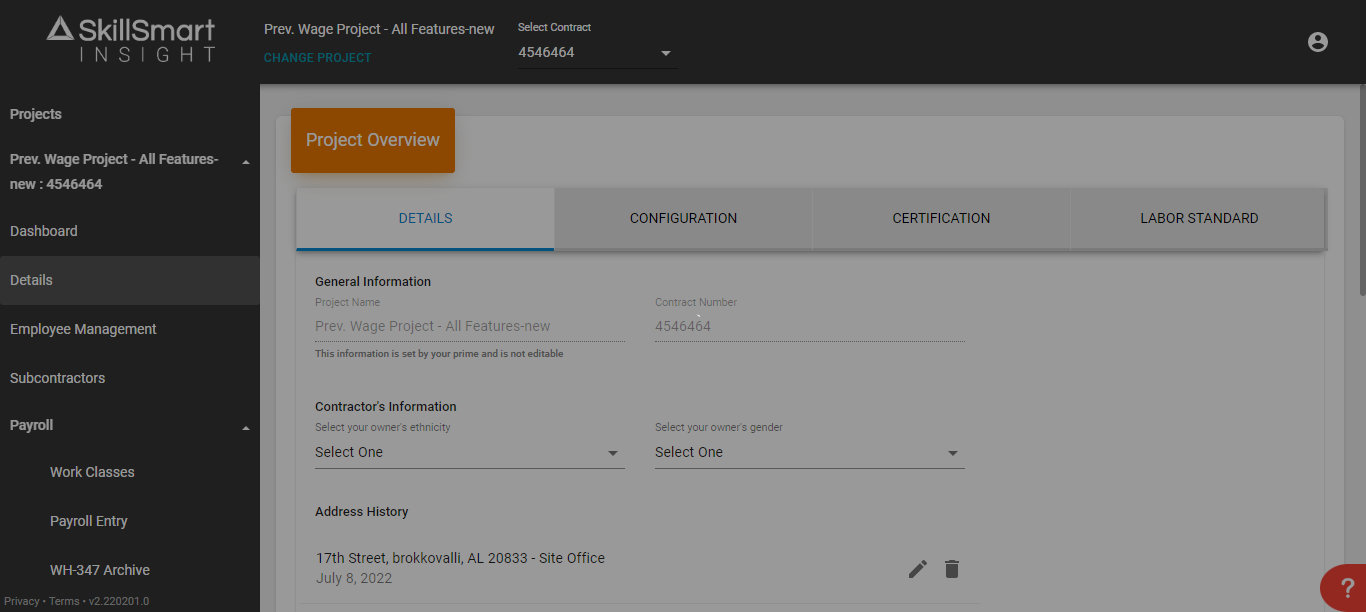 SkillSmart
INSIGHT
Prev. Wage Project - All Features-new
CHANGE PROJECT
Select Contract
4546464
Projects
Prev. Wage Project - All Features-
new : 4546464
Dashboard
Details
Employee Management
Subcontractors
Payroll
Work Classes
Payroll Entry
WH-347 Archive
Privacy • Terms • v2.220201.0
Project Overview
DETAILS
CONFIGURATION
CERTIFICATION
LABOR STANDARD
General Information
Project Name
Prev. Wage Project - All Features-new
This information is set by your prime and is not editable
Contract Number
4546464
Contractor's Information
Select your owner's ethnicity
Select One
Select your owner's gender
Select One
Address History
17th Street, brokkovalli, AL 20833 - Site Office
July 8, 2022
?